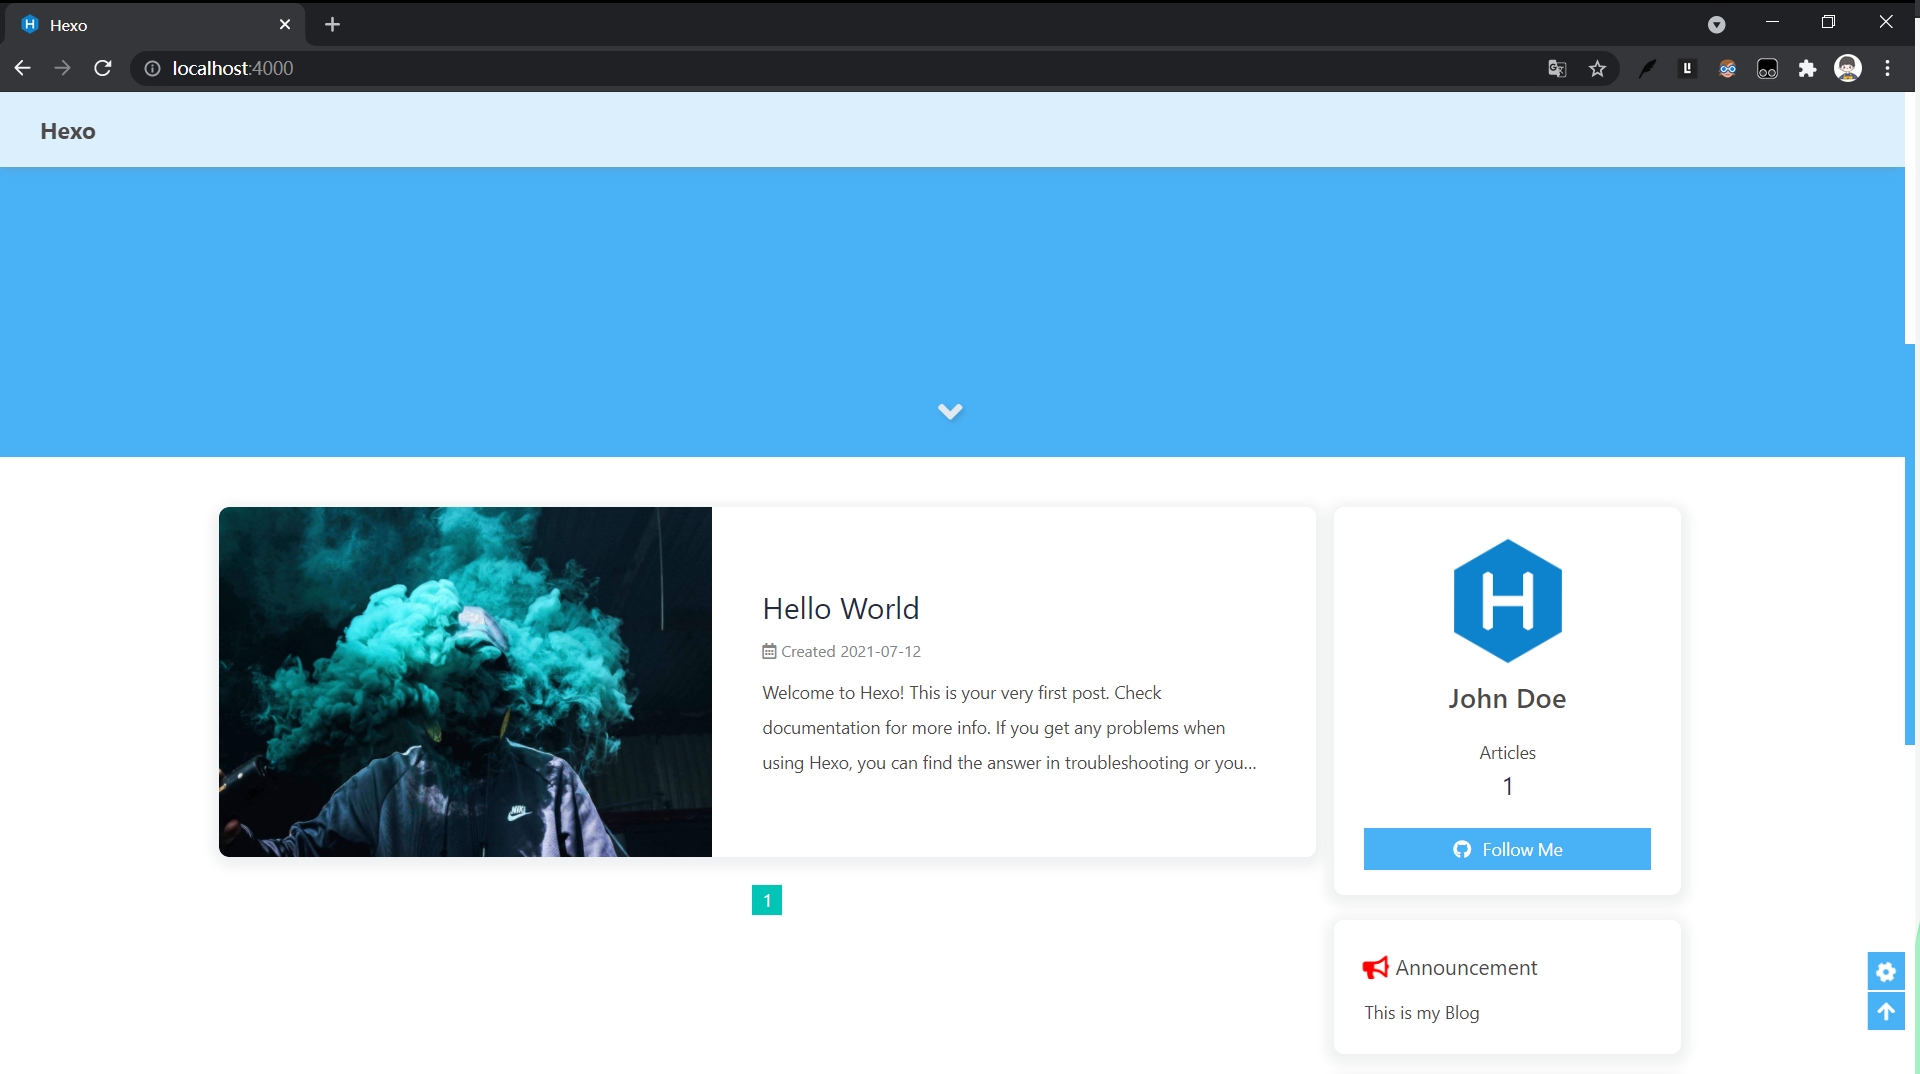 Hexo
localhost:4000
Hexo
Hello World
Created 2021-07-12
Welcome to Hexo! This is your very first post. Check
documentation for more info. If you get any problems when
using Hexo, you can find the answer in troubleshooting or you...
1
H
John Doe
Articles
1
Follow Me
Announcement
This is my Blog